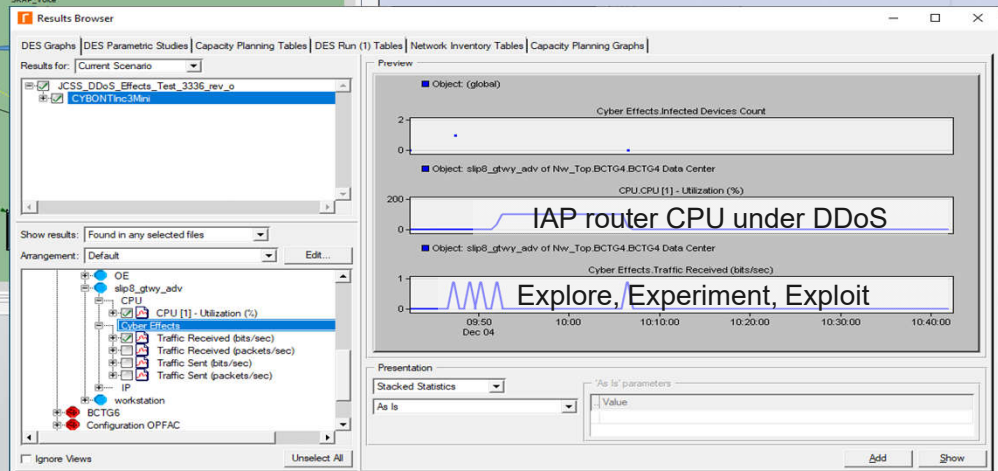 SRAP_Voice
Results Browser
DES Graphs DES Parametric Studies Capacity Planning Tables DES Run (1) Tables Network Inventory Tables Capacity Planning Graphs
Results for: Current Scenario
JCSS_DDoS_Effects_Test_3336_rev_o
CYBONTInc3Mini
Show results: Found in any selected files
Arrangement: Default Edit...
OE
slip8_gtwy_adv
CPU
CPU [1] - Utilization (%)
Cyber Effects
Traffic Received (bits/sec)
Traffic Received (packets/sec)
Traffic Sent (bits/sec)
Traffic Sent (packets/sec)
IP
workstation
BCTG6
Configuration OPFAC
Ignore Views Unselect All
Preview
Object: (global)
Cyber Effects.Infected Devices Count
2
0
Object: slip8_gtwy_adv of Nw_Top.BCTG4.BCTG4 Data Center
CPU.CPU [1] - Utilization (%)
200
IAP router CPU under DDoS
0
Object: slip8_gtwy_adv of Nw_Top.BCTG4.BCTG4 Data Center
Cyber Effects.Traffic Received (bits/sec)
1
Explore, Experiment, Exploit
0
09:50 10:00 10:10:00 10:20:00 10:30:00 10:40:00
Dec 04
Presentation
Stacked Statistics
As Is
'As Is' parameters
Value
Add Show